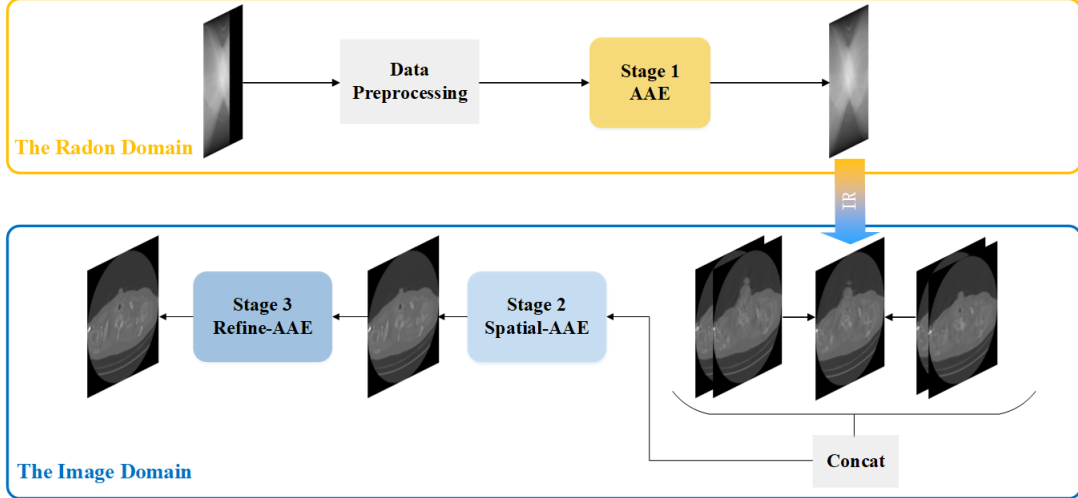 Data
Preprocessing
Stage 1
AAE
The Radon Domain
IR
Stage 3
Refine-AAE
Stage 2
Spatial-AAE
Concat
The Image Domain